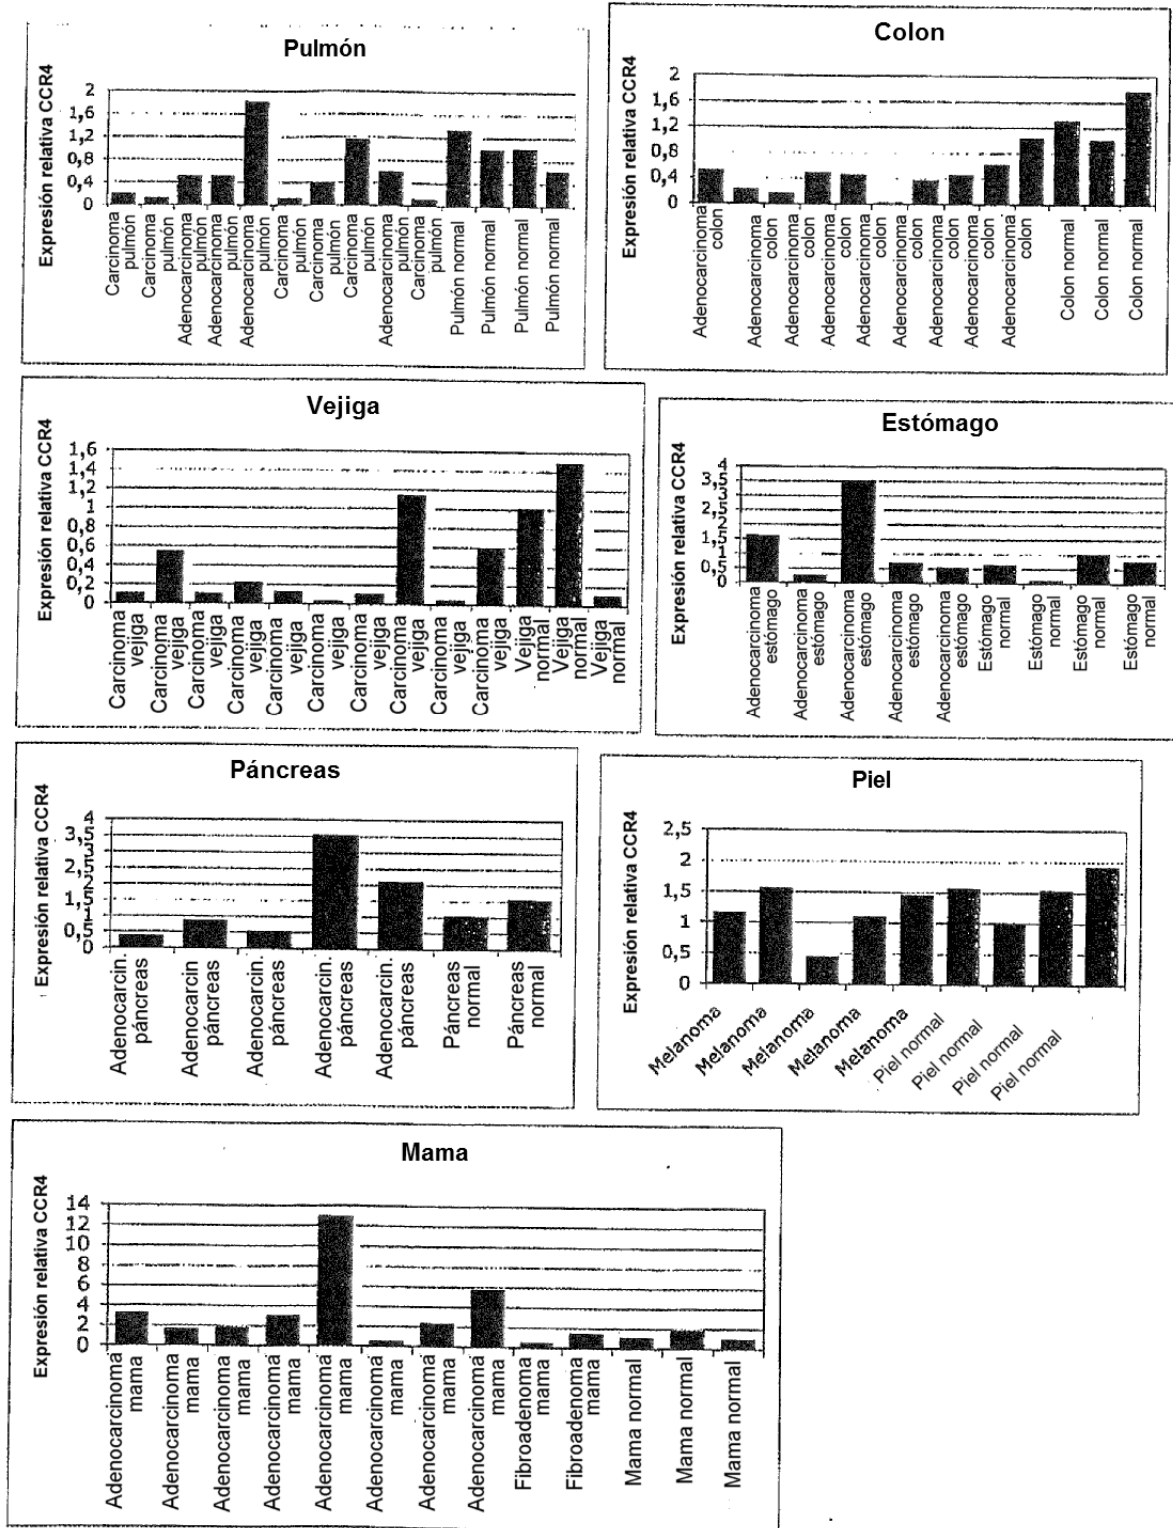 Pulmón
Expresión relativa CCR4
2
1,6
1,2
0,8
0,4
0
Carcinoma
pulmón
Carcinoma
pulmón
Adenocarcinoma
pulmón
Adenocarcinoma
pulmón
Adenocarcinoma
pulmón
Carcinoma
pulmón
Carcinoma
pulmón
Carcinoma
pulmón
Adenocarcinoma
pulmón
Carcinoma
pulmón
Pulmón normal
Pulmón normal
Pulmón normal
Pulmón normal
Colon
Expresión relativa CCR4
2
1,6
1,2
0,8
0,4
0
Adenocarcinoma
colon
Adenocarcinoma
colon
Adenocarcinoma
colon
Adenocarcinoma
colon
Adenocarcinoma
colon
Adenocarcinoma
colon
Adenocarcinoma
colon
Adenocarcinoma
colon
Adenocarcinoma
colon
Colon normal
Colon normal
Colon normal
Vejiga
Expresión relativa CCR4
1,6
1,4
1,2
1
0,8
0,6
0,4
0,2
0
Carcinoma
vejiga
Carcinoma
vejiga
Carcinoma
vejiga
Carcinoma
vejiga
Carcinoma
vejiga
Carcinoma
vejiga
Carcinoma
vejiga
Carcinoma
vejiga
Carcinoma
vejiga
Carcinoma
vejiga
Vejiga
normal
Vejiga
normal
Vejiga
normal
Estómago
Expresión relativa CCR4
4
3,5
3
2,5
2
1,5
1
0,5
0
Adenocarcinoma
estómago
Adenocarcinoma
estómago
Adenocarcinoma
estómago
Adenocarcinoma
estómago
Adenocarcinoma
estómago
Estómago
normal
Estómago
normal
Estómago
normal
Estómago
normal
Páncreas
Expresión relativa CCR4
4
3,5
3
2,5
2
1,5
1
0,5
0
Adenocarcin.
páncreas
Adenocarcin.
páncreas
Adenocarcin.
páncreas
Adenocarcin.
páncreas
Adenocarcin.
páncreas
Páncreas
normal
Páncreas
normal
Piel
Expresión relativa CCR4
2,5
2
1,5
1
0,5
0
Melanoma
Melanoma
Melanoma
Melanoma
Melanoma
Piel normal
Piel normal
Piel normal
Piel normal
Mama
Expresión relativa CCR4
14
12
10
8
6
4
2
0
Adenocarcinoma
mama
Adenocarcinoma
mama
Adenocarcinoma
mama
Adenocarcinoma
mama
Adenocarcinoma
mama
Adenocarcinoma
mama
Adenocarcinoma
mama
Adenocarcinoma
mama
Fibroadenoma
mama
Fibroadenoma
mama
Mama normal
Mama normal
Mama normal